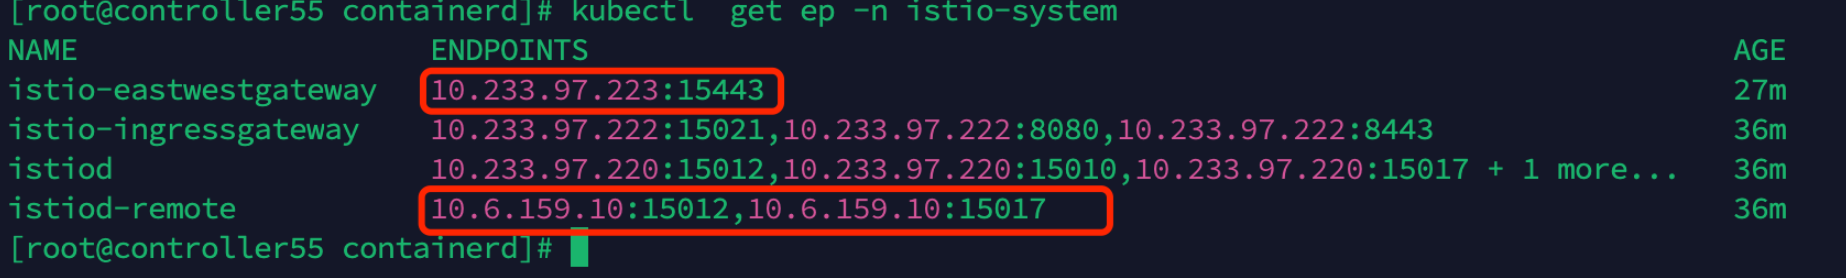 [root@controller55 containerd]# kubectl  get ep -n istio-system
NAME ENDPOINTS AGE
istio-eastwestgateway 10.233.97.223:15443 27m
istio-ingressgateway 10.233.97.222:15021,10.233.97.222:8080,10.233.97.222:8443 36m
istiod 10.233.97.220:15012,10.233.97.220:15010,10.233.97.220:15017 + 1 more... 36m
istiod-remote 10.6.159.10:15012,10.6.159.10:15017 36m
[root@controller55 containerd]#